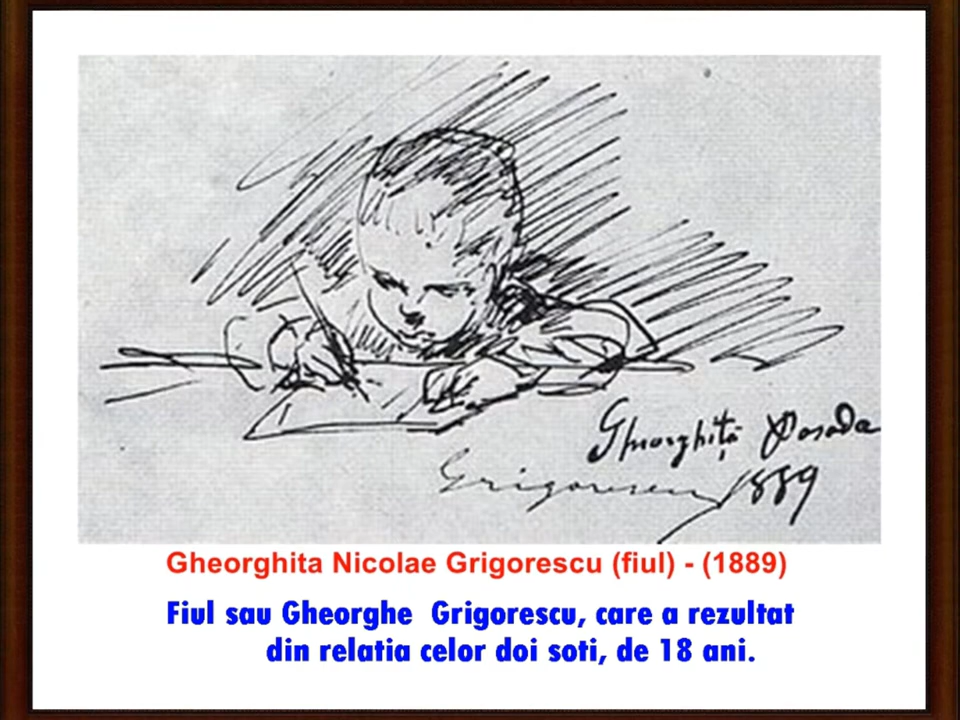 Gheorghiță
Grigorescu 1889
Gheorghita Nicolae Grigorescu (fiul) - (1889)
Fiul sau Gheorghe Grigorescu, care a rezultat
din relatia celor doi soti, de 18 ani.